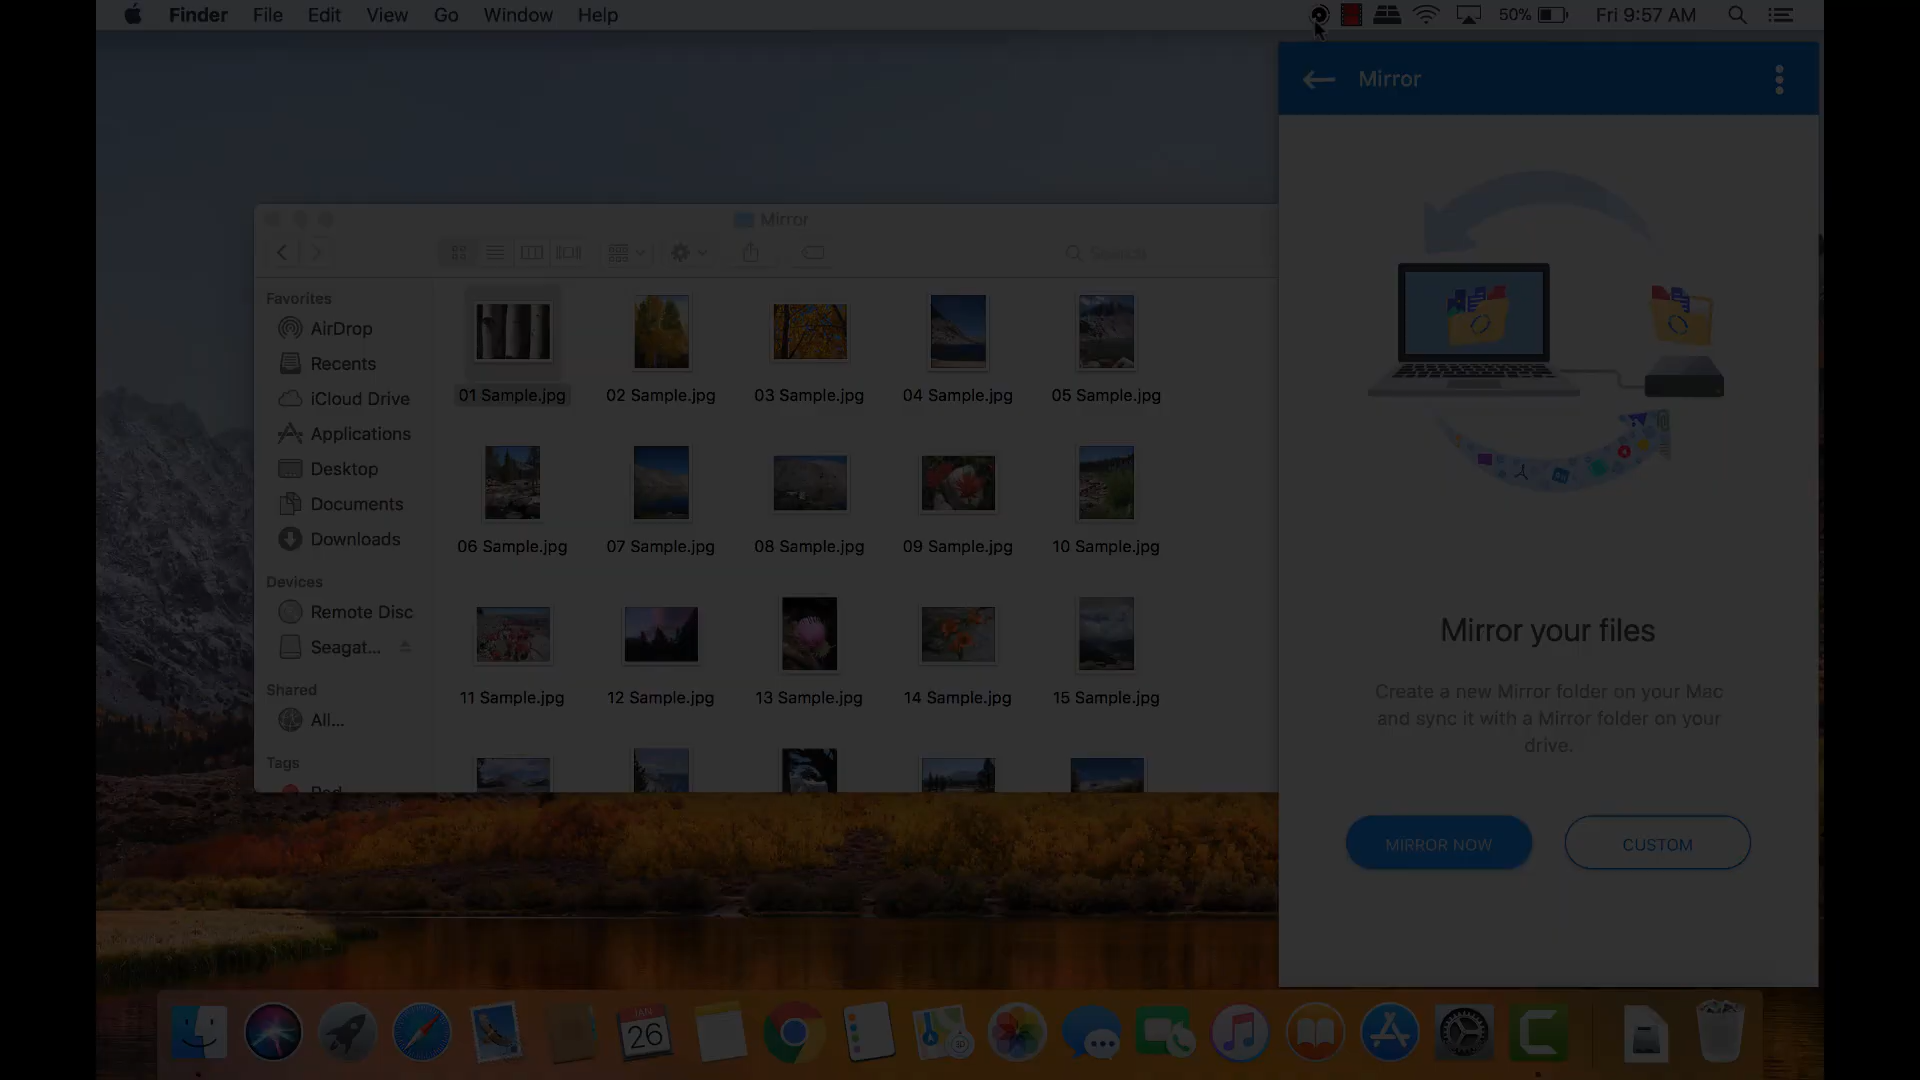 Finder File Edit View Go Window Help 50% Fri 9:57 AM
Mirror
Mirror
Search
Favorites
AirDrop
Recents
iCloud Drive
Applications
Desktop
Documents
Downloads
Devices
Remote Disc
Seagat...
Shared
All...
Tags
Red
01 Sample.jpg 02 Sample.jpg 03 Sample.jpg 04 Sample.jpg 05 Sample.jpg
06 Sample.jpg 07 Sample.jpg 08 Sample.jpg 09 Sample.jpg 10 Sample.jpg
11 Sample.jpg 12 Sample.jpg 13 Sample.jpg 14 Sample.jpg 15 Sample.jpg
Mirror your files
Create a new Mirror folder on your Mac
and sync it with a Mirror folder on your
drive.
MIRROR NOW CUSTOM
JAN
26
3D